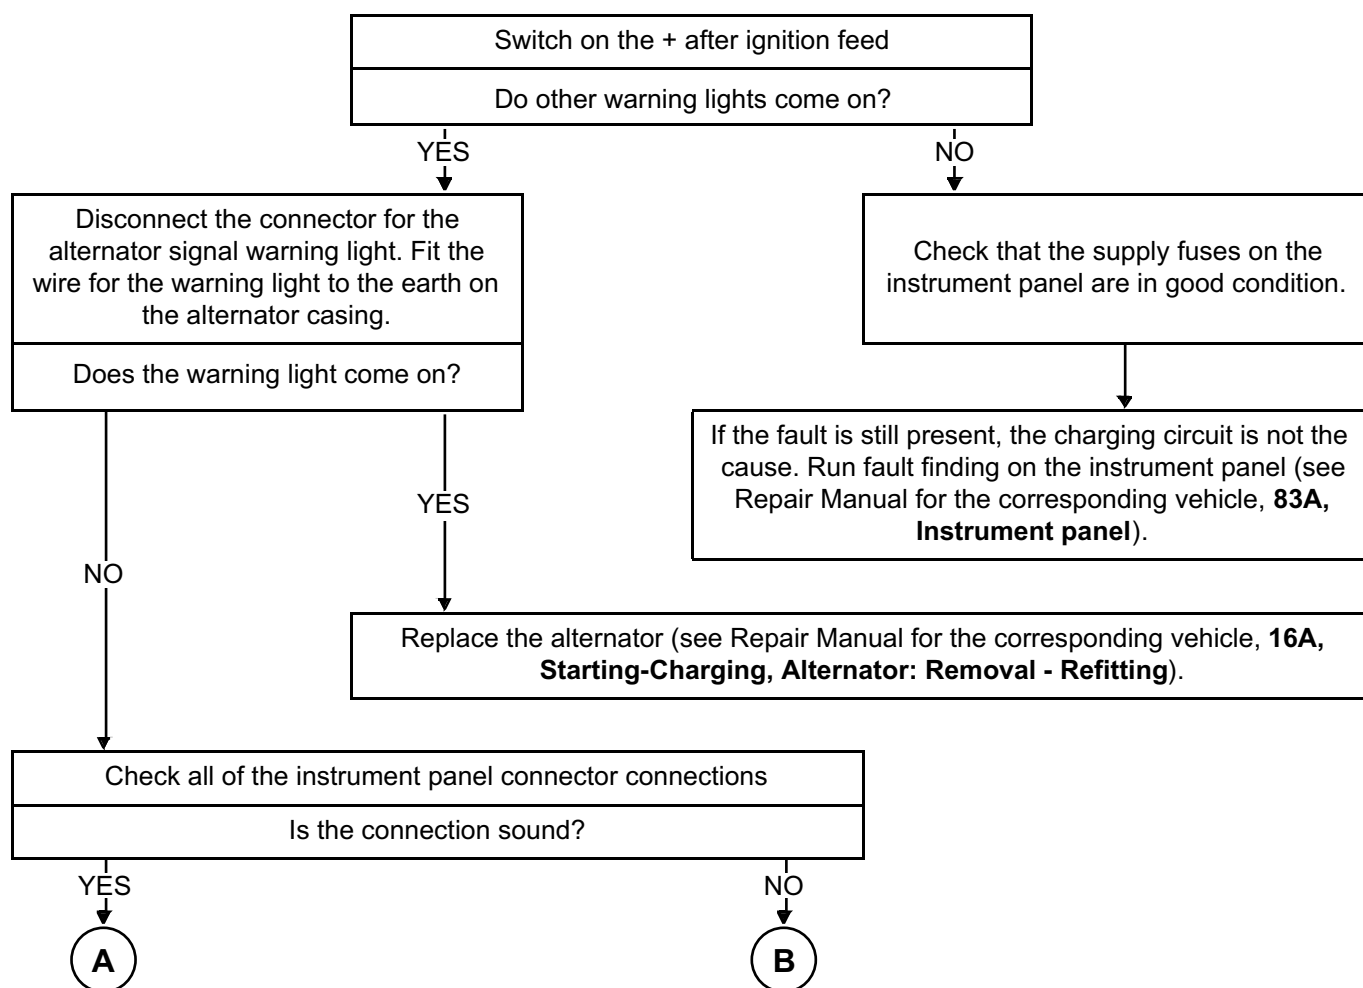 Switch on the + after ignition feed
Do other warning lights come on?
YES
NO
Disconnect the connector for the
alternator signal warning light. Fit the
wire for the warning light to the earth on
the alternator casing.
Does the warning light come on?
Check that the supply fuses on the
instrument panel are in good condition.
If the fault is still present, the charging circuit is not the
cause. Run fault finding on the instrument panel (see
Repair Manual for the corresponding vehicle, 83A,
Instrument panel).
YES
NO
Replace the alternator (see Repair Manual for the corresponding vehicle, 16A,
Starting-Charging, Alternator: Removal - Refitting).
Check all of the instrument panel connector connections
Is the connection sound?
YES
NO
A
B